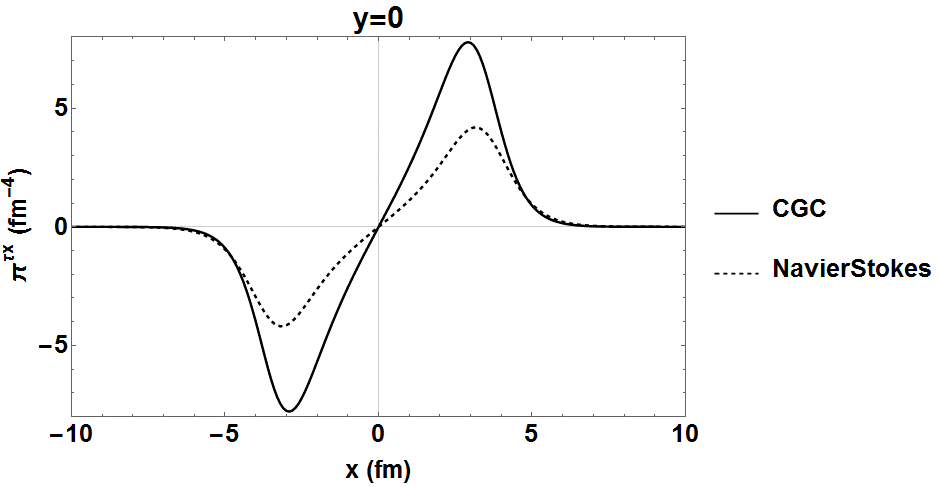 y=0
π^τx (fm^−4)
5
0
−5
−10
−5
0
5
10
x (fm)
CGC
NavierStokes